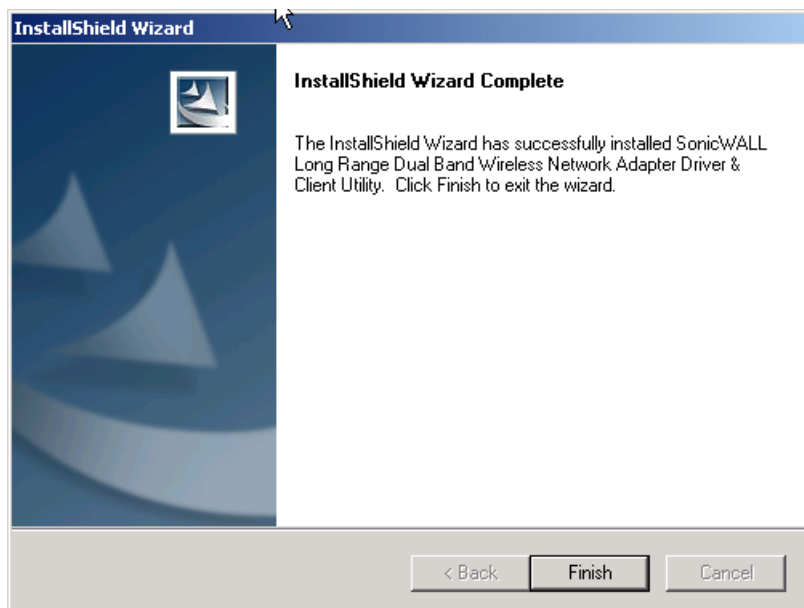 InstallShield Wizard
InstallShield Wizard Complete
The InstallShield Wizard has successfully installed SonicWALL
Long Range Dual Band Wireless Network Adapter Driver &
Client Utility.  Click Finish to exit the wizard.
< Back
Finish
Cancel